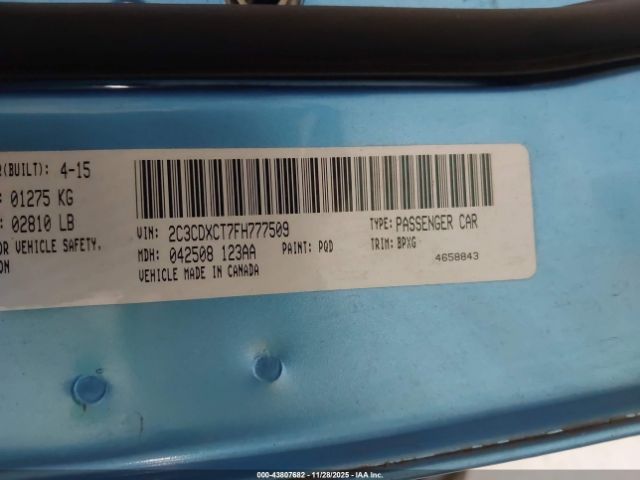 R(BUILT): 4-15
: 01275 KG
: 02810 LB
OR VEHICLE SAFETY,
ON
VIN: 2C3CDXCT7FH777509
TYPE: PASSENGER CAR
MDH: 042508 123AA
PAINT: PQD
TRIM: BPXG
VEHICLE MADE IN CANADA
4658843
000-43807682 — 11/28/2025 — IAA Inc.